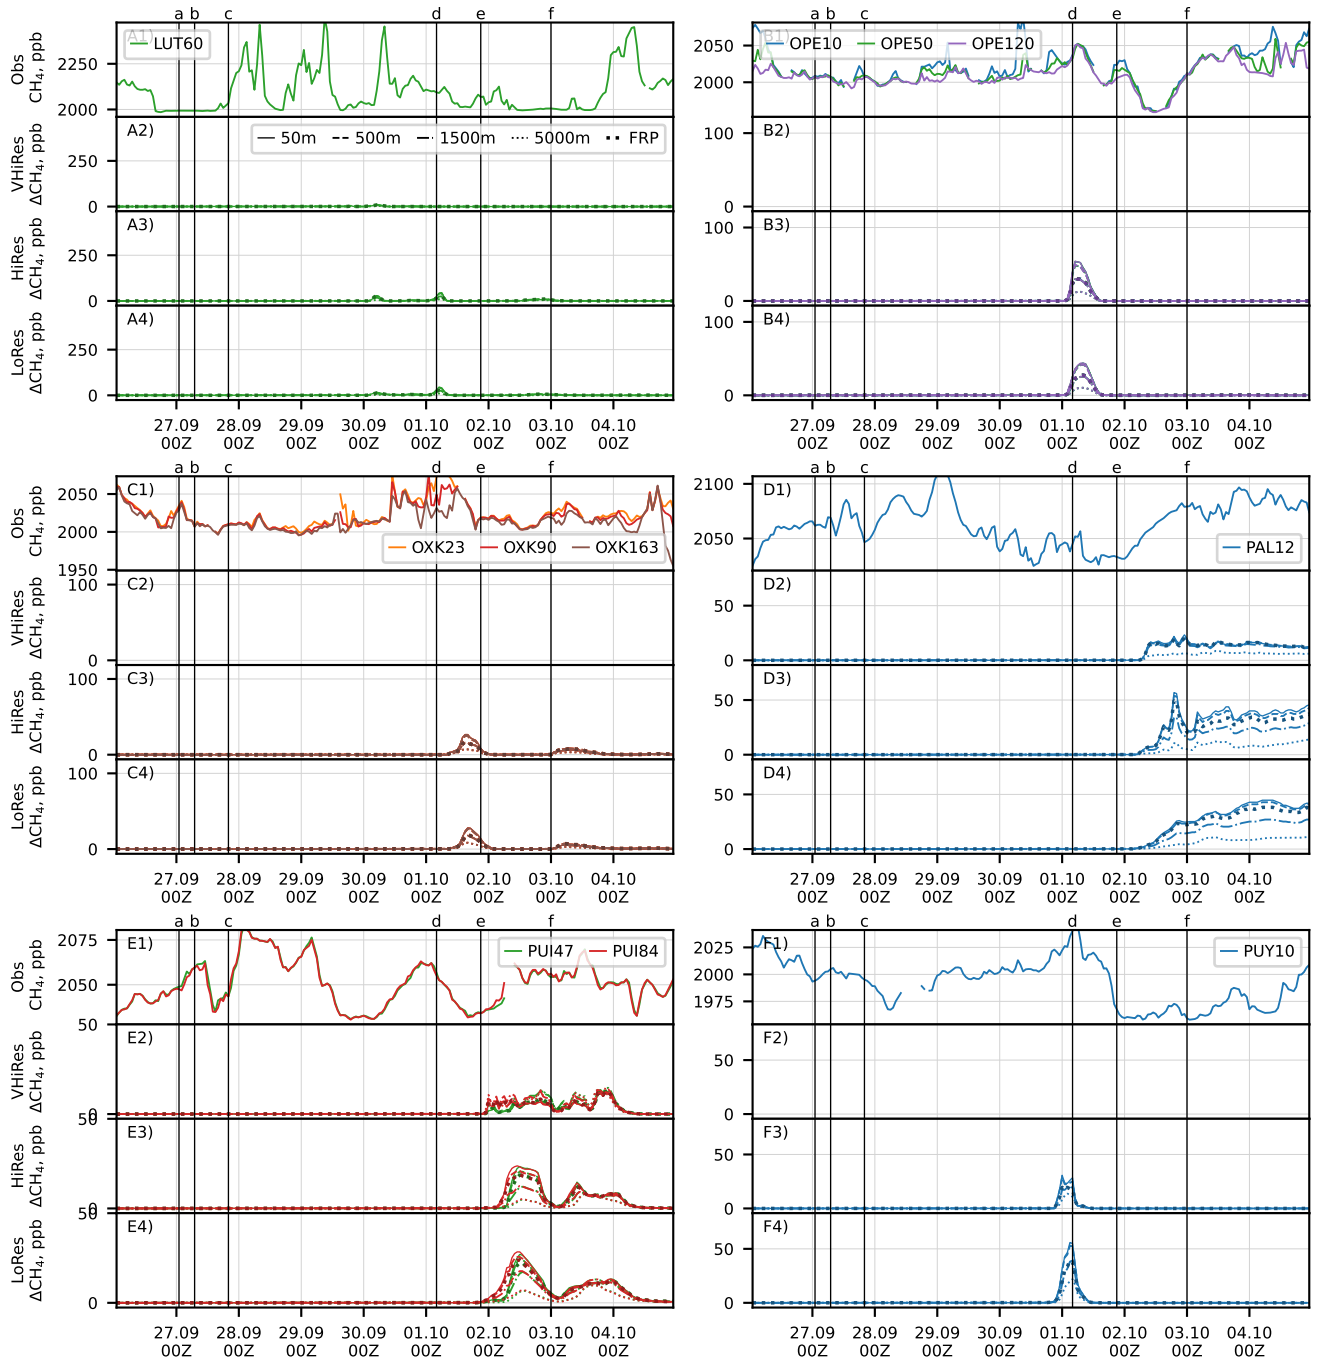 a b c d e f
A1)
LUT60
2250
2000
Obs
CH₄, ppb
A2)
50m 500m 1500m 5000m FRP
250
0
VHiRes
ΔCH₄, ppb
A3)
250
0
HiRes
ΔCH₄, ppb
A4)
250
0
LoRes
ΔCH₄, ppb
27.09 28.09 29.09 30.09 01.10 02.10 03.10 04.10
00Z 00Z 00Z 00Z 00Z 00Z 00Z 00Z
a b c d e f
B1)
OPE10 OPE50 OPE120
2050
2000
B2)
100
0
B3)
100
0
B4)
100
0
27.09 28.09 29.09 30.09 01.10 02.10 03.10 04.10
00Z 00Z 00Z 00Z 00Z 00Z 00Z 00Z
a b c d e f
C1)
OXK23 OXK90 OXK163
2050
2000
1950
Obs
CH₄, ppb
C2)
100
0
VHiRes
ΔCH₄, ppb
C3)
100
0
HiRes
ΔCH₄, ppb
C4)
100
0
LoRes
ΔCH₄, ppb
27.09 28.09 29.09 30.09 01.10 02.10 03.10 04.10
00Z 00Z 00Z 00Z 00Z 00Z 00Z 00Z
a b c d e f
D1)
PAL12
2100
2050
D2)
50
0
D3)
50
0
D4)
50
0
27.09 28.09 29.09 30.09 01.10 02.10 03.10 04.10
00Z 00Z 00Z 00Z 00Z 00Z 00Z 00Z
a b c d e f
E1)
PUI47 PUI84
2075
2050
Obs
CH₄, ppb
E2)
50
0
VHiRes
ΔCH₄, ppb
E3)
50
0
HiRes
ΔCH₄, ppb
E4)
50
0
LoRes
ΔCH₄, ppb
27.09 28.09 29.09 30.09 01.10 02.10 03.10 04.10
00Z 00Z 00Z 00Z 00Z 00Z 00Z 00Z
a b c d e f
F1)
PUY10
2025
2000
1975
F2)
50
0
F3)
50
0
F4)
50
0
27.09 28.09 29.09 30.09 01.10 02.10 03.10 04.10
00Z 00Z 00Z 00Z 00Z 00Z 00Z 00Z